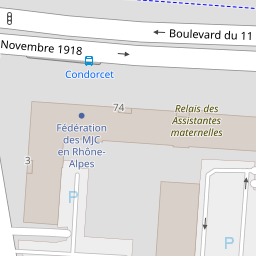 ← Boulevard du 11
Novembre 1918 →
Condorcet
74
Relais des
Assistantes
maternelles
Fédération
des MJC
en Rhône-
Alpes
3
P
P